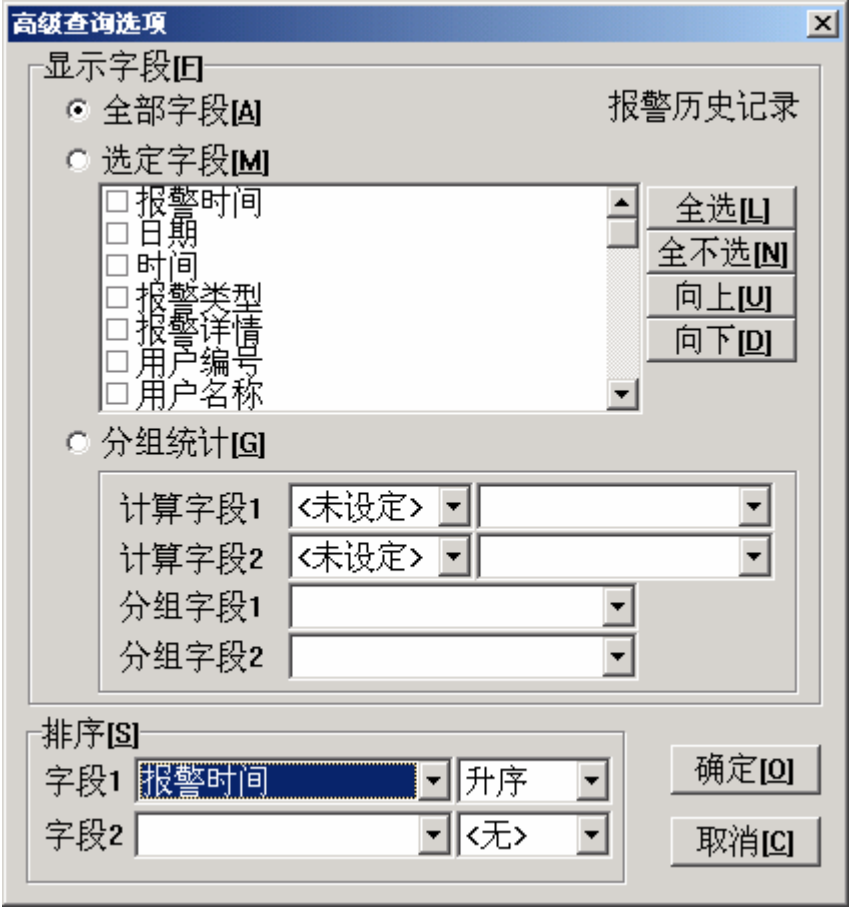 高级查询选项
显示字段[F]
全部字段[A] 报警历史记录
选定字段[M]
报警时间 全选[L]
日期 全不选[N]
时间
报警类型 向上[U]
报警详情 向下[D]
用户编号
用户名称
分组统计[G]
计算字段1 <未设定>
计算字段2 <未设定>
分组字段1
分组字段2
排序[S]
字段1 报警时间 升序 确定[O]
字段2 <无> 取消[C]